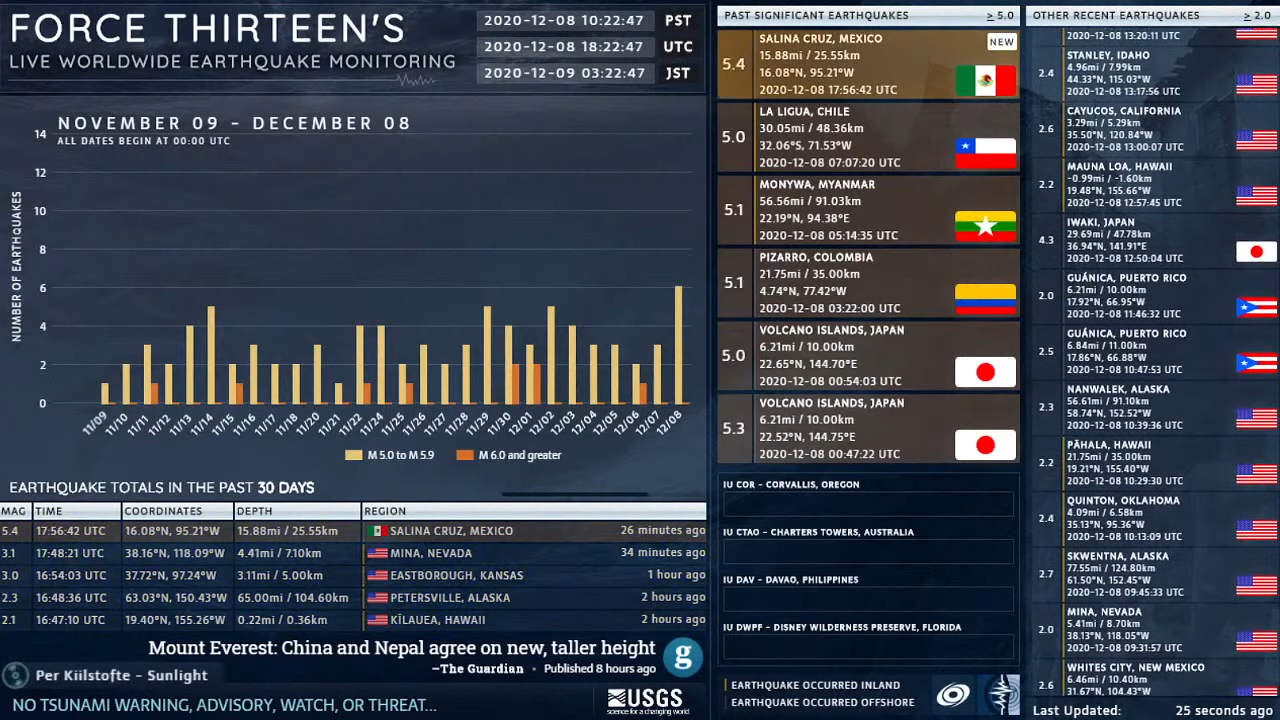 FORCE THIRTEEN'S
LIVE WORLDWIDE EARTHQUAKE MONITORING
2020-12-08 10:22:47 PST
2020-12-08 18:22:47 UTC
2020-12-09 03:22:47 JST
NOVEMBER 09 - DECEMBER 08
ALL DATES BEGIN AT 00:00 UTC
NUMBER OF EARTHQUAKES
14
12
10
8
6
4
2
0
11/09 11/10 11/11 11/12 11/13 11/14 11/15 11/16 11/17 11/18 11/20 11/21 11/22 11/24 11/25 11/26 11/27 11/28 11/29 11/30 12/01 12/02 12/03 12/04 12/05 12/06 12/07 12/08
M 5.0 to M 5.9 M 6.0 and greater
EARTHQUAKE TOTALS IN THE PAST 30 DAYS
MAG TIME COORDINATES DEPTH REGION
5.4 17:56:42 UTC 16.08°N, 95.21°W 15.88mi / 25.55km SALINA CRUZ, MEXICO 26 minutes ago
3.1 17:48:21 UTC 38.16°N, 118.09°W 4.41mi / 7.10km MINA, NEVADA 34 minutes ago
3.0 16:54:03 UTC 37.72°N, 97.24°W 3.11mi / 5.00km EASTBOROUGH, KANSAS 1 hour ago
2.3 16:48:36 UTC 63.03°N, 150.43°W 65.00mi / 104.60km PETERSVILLE, ALASKA 2 hours ago
2.1 16:47:10 UTC 19.40°N, 155.26°W 0.22mi / 0.36km KĪLAUEA, HAWAII 2 hours ago
Mount Everest: China and Nepal agree on new, taller height
–The Guardian • Published 8 hours ago
g
Per Kiilstofte - Sunlight
NO TSUNAMI WARNING, ADVISORY, WATCH, OR THREAT...
USGS
science for a changing world
PAST SIGNIFICANT EARTHQUAKES ≥ 5.0
5.4
SALINA CRUZ, MEXICO
NEW
15.88mi / 25.55km
16.08°N, 95.21°W
2020-12-08 17:56:42 UTC
5.0
LA LIGUA, CHILE
30.05mi / 48.36km
32.06°S, 71.53°W
2020-12-08 07:07:20 UTC
5.1
MONYWA, MYANMAR
56.56mi / 91.03km
22.19°N, 94.38°E
2020-12-08 05:14:35 UTC
5.1
PIZARRO, COLOMBIA
21.75mi / 35.00km
4.74°N, 77.42°W
2020-12-08 03:22:00 UTC
5.0
VOLCANO ISLANDS, JAPAN
6.21mi / 10.00km
22.65°N, 144.70°E
2020-12-08 00:54:03 UTC
5.3
VOLCANO ISLANDS, JAPAN
6.21mi / 10.00km
22.52°N, 144.75°E
2020-12-08 00:47:22 UTC
IU COR - CORVALLIS, OREGON
IU CTAO - CHARTERS TOWERS, AUSTRALIA
IU DAV - DAVAO, PHILIPPINES
IU DWPF - DISNEY WILDERNESS PRESERVE, FLORIDA
EARTHQUAKE OCCURRED INLAND
EARTHQUAKE OCCURRED OFFSHORE
OTHER RECENT EARTHQUAKES ≥ 2.0
2020-12-08 13:20:11 UTC
2.4
STANLEY, IDAHO
4.96mi / 7.99km
44.33°N, 115.03°W
2020-12-08 13:17:56 UTC
2.6
CAYUCOS, CALIFORNIA
3.29mi / 5.29km
35.50°N, 120.84°W
2020-12-08 13:00:07 UTC
2.2
MAUNA LOA, HAWAII
-0.99mi / -1.60km
19.48°N, 155.66°W
2020-12-08 12:57:45 UTC
4.3
IWAKI, JAPAN
29.69mi / 47.78km
36.94°N, 141.91°E
2020-12-08 12:50:04 UTC
2.0
GUÁNICA, PUERTO RICO
6.21mi / 10.00km
17.92°N, 66.95°W
2020-12-08 11:46:32 UTC
2.5
GUÁNICA, PUERTO RICO
6.84mi / 11.00km
17.86°N, 66.88°W
2020-12-08 10:47:53 UTC
2.3
NANWALEK, ALASKA
56.61mi / 91.10km
58.74°N, 152.52°W
2020-12-08 10:39:36 UTC
2.2
PĀHALA, HAWAII
21.75mi / 35.00km
19.21°N, 155.40°W
2020-12-08 10:29:30 UTC
2.4
QUINTON, OKLAHOMA
4.09mi / 6.58km
35.13°N, 95.36°W
2020-12-08 10:13:09 UTC
2.7
SKWENTNA, ALASKA
77.55mi / 124.80km
61.50°N, 152.45°W
2020-12-08 09:45:33 UTC
2.0
MINA, NEVADA
5.41mi / 8.70km
38.13°N, 118.05°W
2020-12-08 09:31:57 UTC
2.6
WHITES CITY, NEW MEXICO
6.46mi / 10.40km
31.67°N, 104.43°W
Last Updated: 25 seconds ago